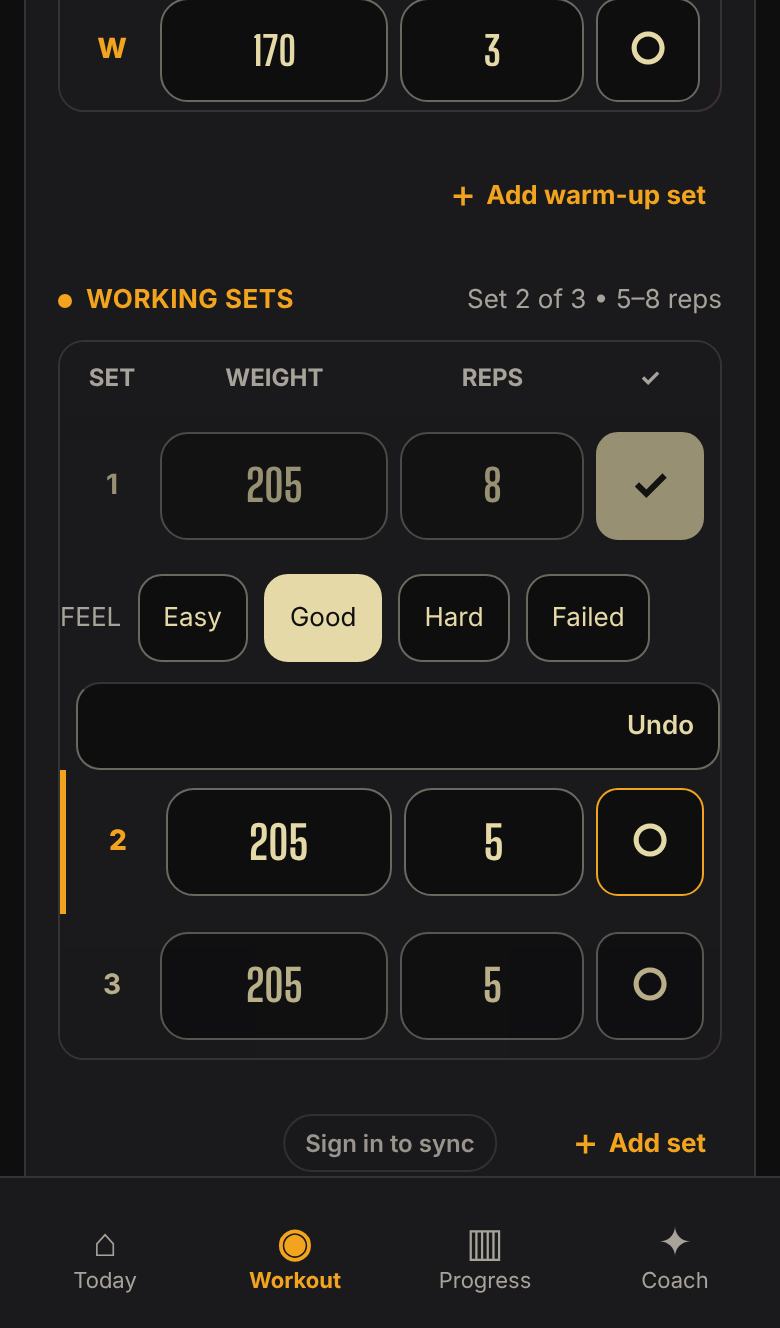 W 170 3
+ Add warm-up set
WORKING SETS Set 2 of 3 • 5–8 reps
SET WEIGHT REPS ✓
1 205 8 ✓
FEEL Easy Good Hard Failed
Undo
2 205 5
3 205 5
Sign in to sync + Add set
Today Workout Progress Coach